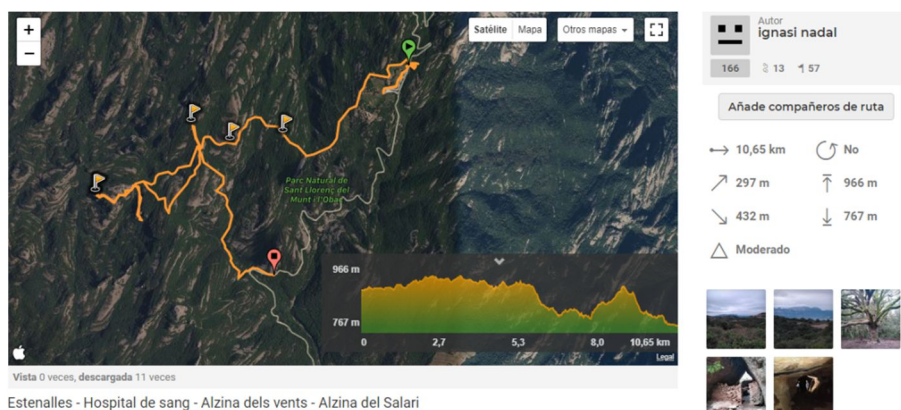 +
−
Satélite Mapa Otros mapas
Parc Natural de
Sant Llorenç del
Munt i l'Obac
966 m
767 m
0 2,7 5,3 8,0 10,65 km
Legal
Vista 0 veces, descargada 11 veces
Estenalles - Hospital de sang - Alzina dels vents - Alzina del Salari
Autor
ignasi nadal
166 13 57
Añade compañeros de ruta
10,65 km No
297 m 966 m
432 m 767 m
Moderado